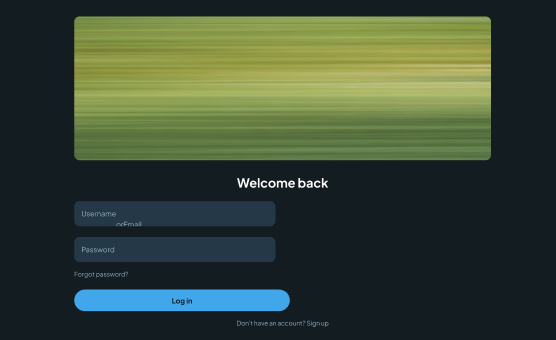 Welcome back
Username
orEmail
Password
Forgot password?
Log in
Don't have an account? Sign up